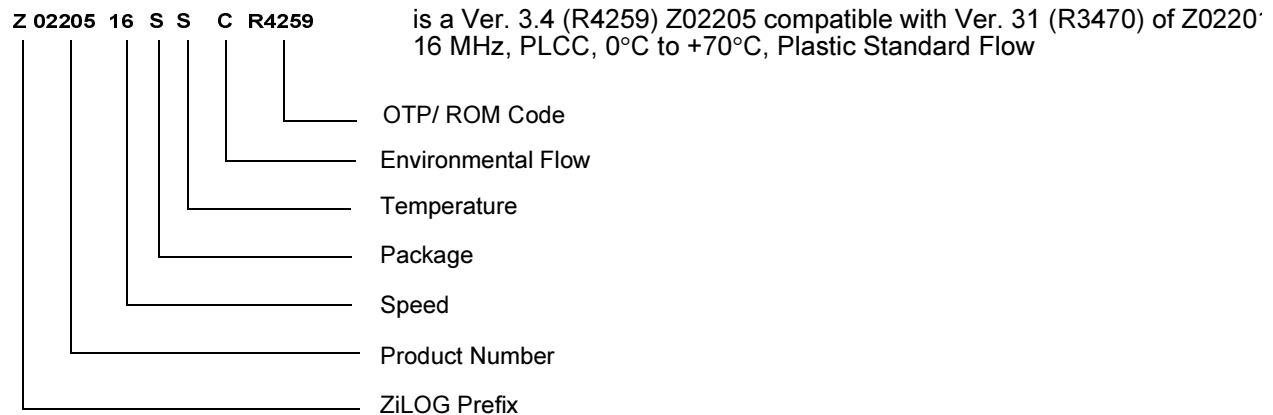 Z 02205 16 S S C R4259
is a Ver. 3.4 (R4259) Z02205 compatible with Ver. 31 (R3470) of Z02201
16 MHz, PLCC, 0°C to +70°C, Plastic Standard Flow
OTP/ ROM Code
Environmental Flow
Temperature
Package
Speed
Product Number
ZiLOG Prefix